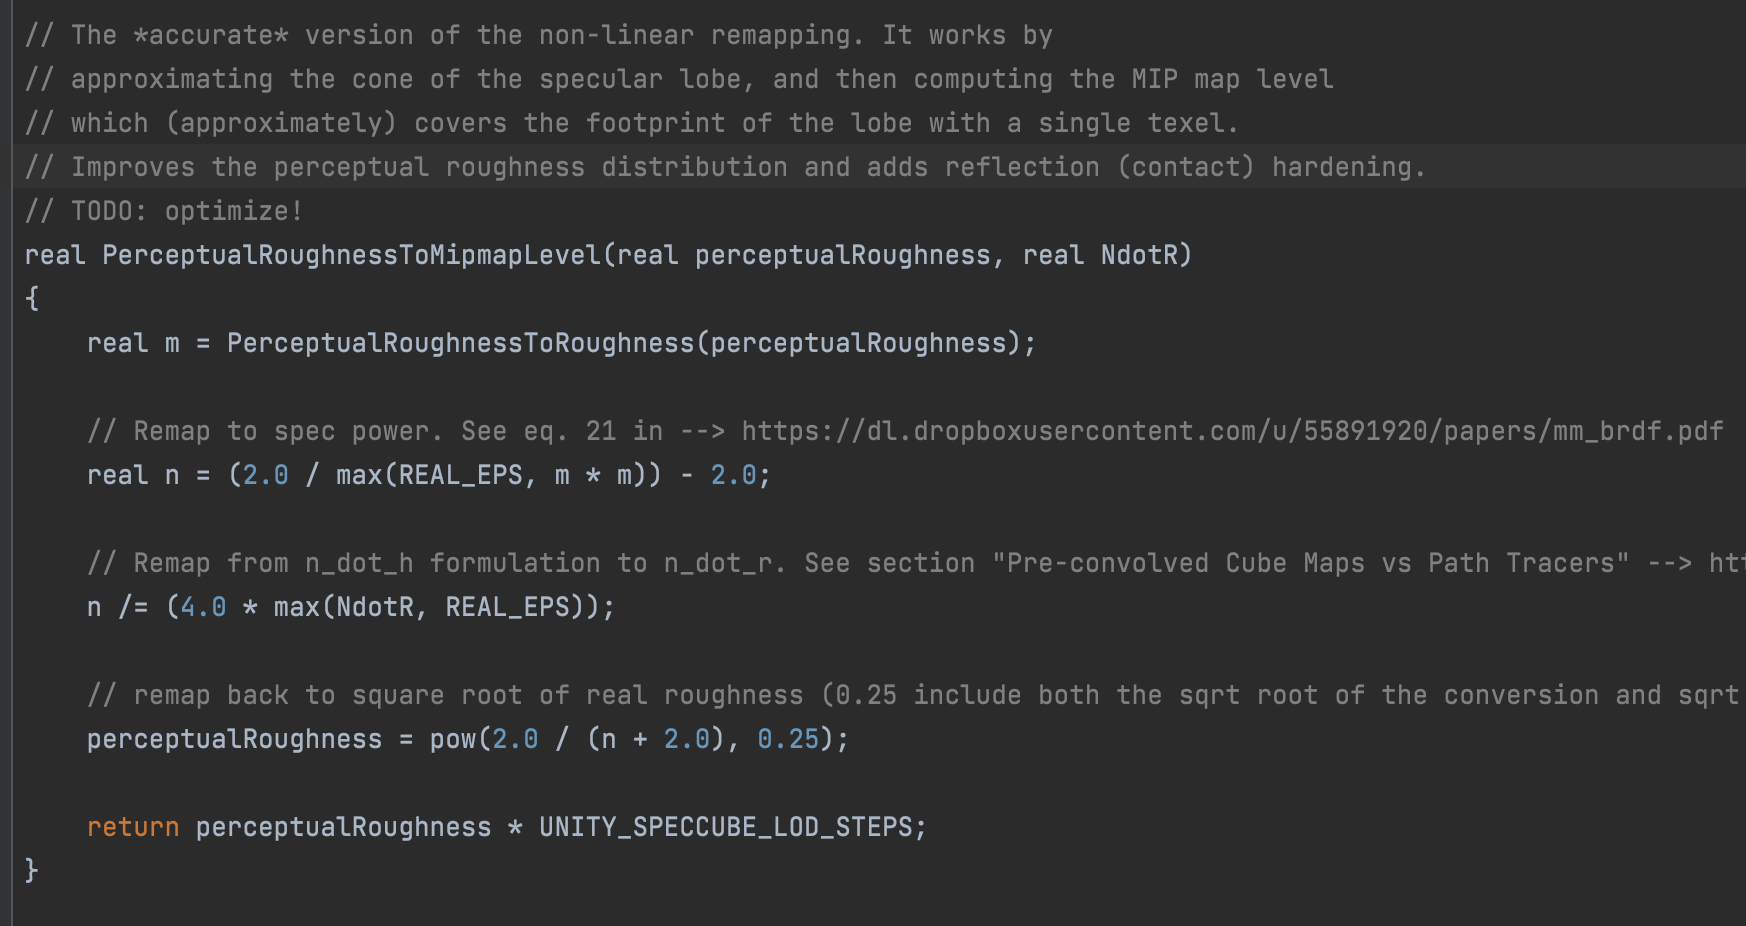 // The *accurate* version of the non-linear remapping. It works by
// approximating the cone of the specular lobe, and then computing the MIP map level
// which (approximately) covers the footprint of the lobe with a single texel.
// Improves the perceptual roughness distribution and adds reflection (contact) hardening.
// TODO: optimize!
real PerceptualRoughnessToMipmapLevel(real perceptualRoughness, real NdotR)
{
    real m = PerceptualRoughnessToRoughness(perceptualRoughness);
    // Remap to spec power. See eq. 21 in --> https://dl.dropboxusercontent.com/u/55891920/papers/mm_brdf.pdf
    real n = (2.0 / max(REAL_EPS, m * m)) - 2.0;
    // Remap from n_dot_h formulation to n_dot_r. See section "Pre-convolved Cube Maps vs Path Tracers" --> htt
    n /= (4.0 * max(NdotR, REAL_EPS));
    // remap back to square root of real roughness (0.25 include both the sqrt root of the conversion and sqrt
    perceptualRoughness = pow(2.0 / (n + 2.0), 0.25);
    return perceptualRoughness * UNITY_SPECCUBE_LOD_STEPS;
}